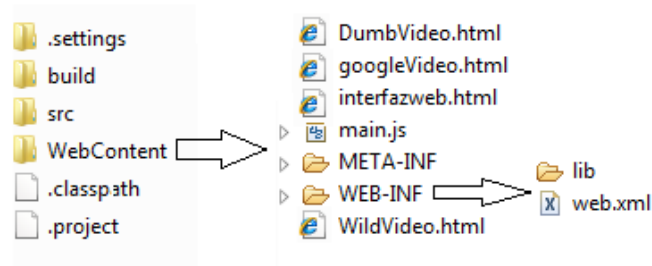 .settings
build
src
WebContent
.classpath
.project
DumbVideo.html
googleVideo.html
interfazweb.html
main.js
META-INF
WEB-INF
WildVideo.html
lib
web.xml